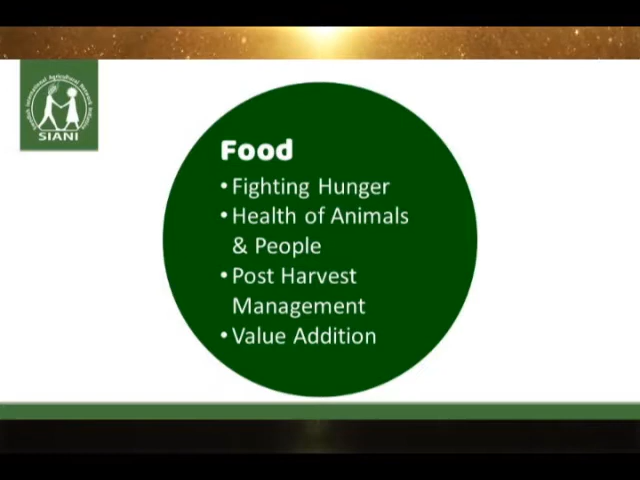 SIANI
Food
• Fighting Hunger
• Health of Animals
& People
• Post Harvest
Management
• Value Addition